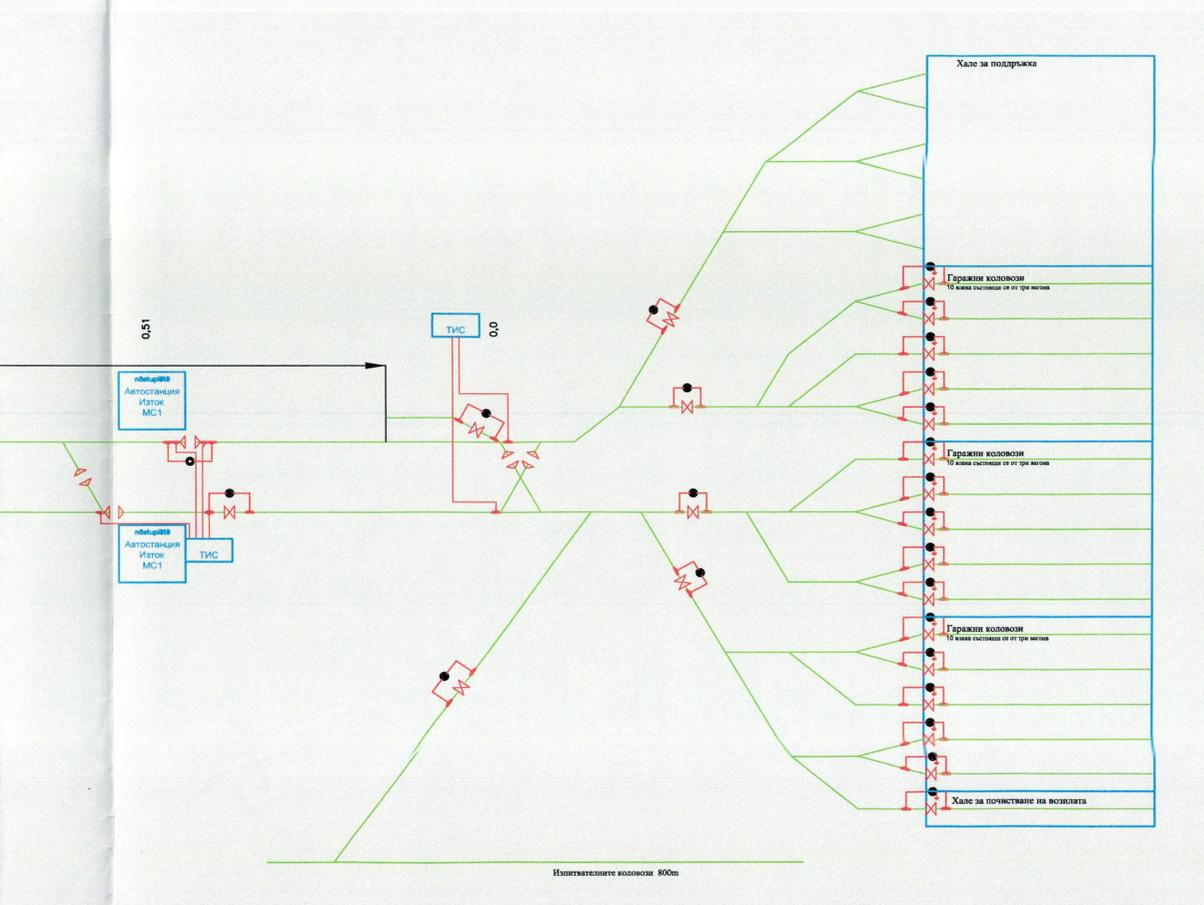 Хале за поддръжка
Гаражни коловози
10 влака състоящи се от три вагона
0,51
ТИС
0,0
nástupiště
Автостанция
Изток
МС1
Гаражни коловози
10 влака състоящи се от три вагона
nástupiště
Автостанция
Изток
МС1
ТИС
Гаражни коловози
10 влака състоящи се от три вагона
Хале за почистване на возилата
Изпитвателните коловози 800m